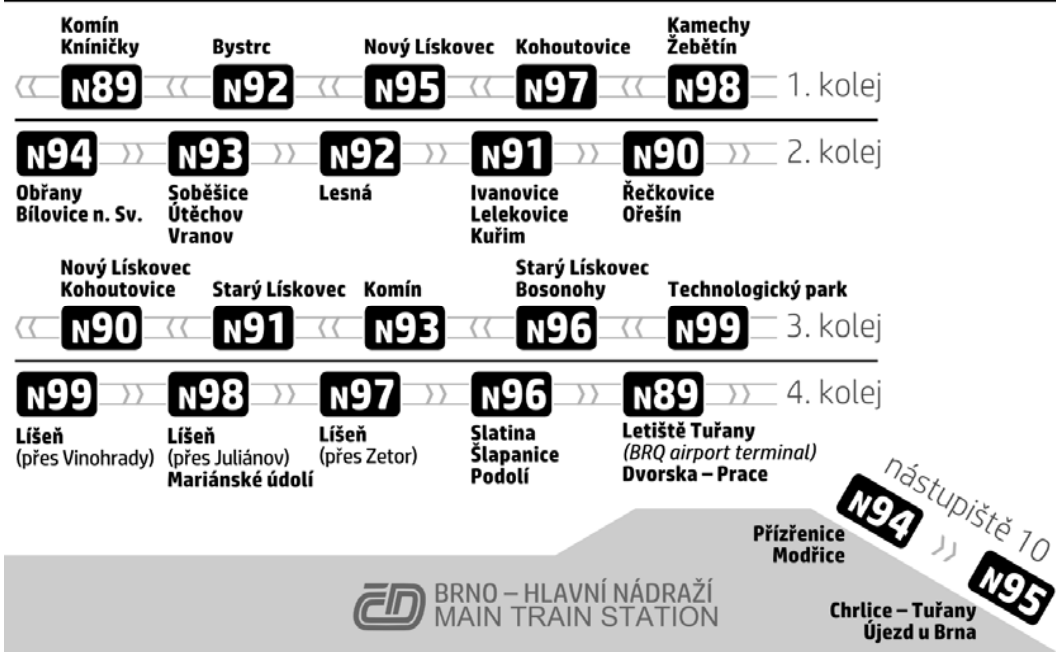 Komín
Kníničky
Bystrc
Nový Lískovec
Kohoutovice
Kamechy
Žebětín
N89
N92
N95
N97
N98
1. kolej
N94
N93
N92
N91
N90
2. kolej
Obřany
Bílovice n. Sv.
Soběšice
Útěchov
Vranov
Lesná
Ivanovice
Lelekovice
Kuřim
Řečkovice
Ořešín
Nový Lískovec
Kohoutovice
Starý Lískovec
Komín
Starý Lískovec
Bosonohy
Technologický park
N90
N91
N93
N96
N99
3. kolej
N99
N98
N97
N96
N89
4. kolej
Líšeň
(přes Vinohrady)
Líšeň
(přes Juliánov)
Mariánské údolí
Líšeň
(přes Zetor)
Slatina
Šlapanice
Podolí
Letiště Tuřany
(BRQ airport terminal)
Dvorska – Prace
nástupiště 10
N94
N95
Přízřenice
Modřice
Chrlice – Tuřany
Újezd u Brna
ČD
BRNO – HLAVNÍ NÁDRAŽÍ
MAIN TRAIN STATION